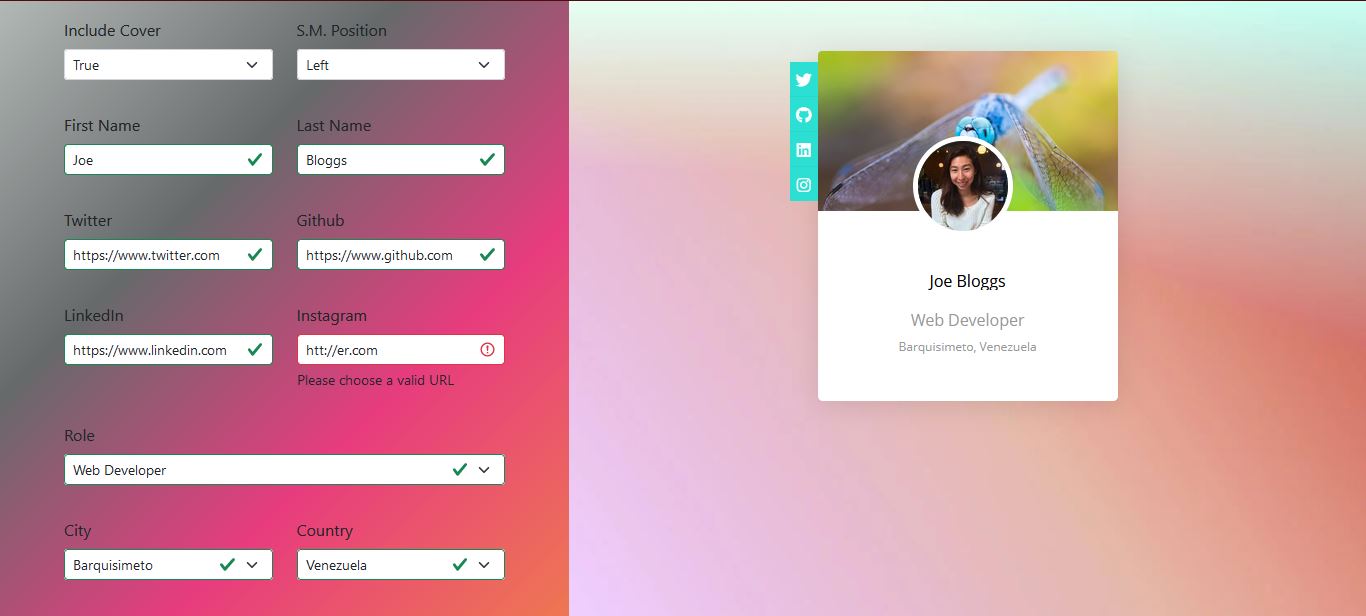 Include Cover
S.M. Position
True
Left
First Name
Last Name
Joe
Bloggs
Twitter
Github
https://www.twitter.com
https://www.github.com
LinkedIn
Instagram
https://www.linkedin.com
htt://er.com
Please choose a valid URL
Role
Web Developer
City
Country
Barquisimeto
Venezuela
in
Joe Bloggs
Web Developer
Barquisimeto, Venezuela